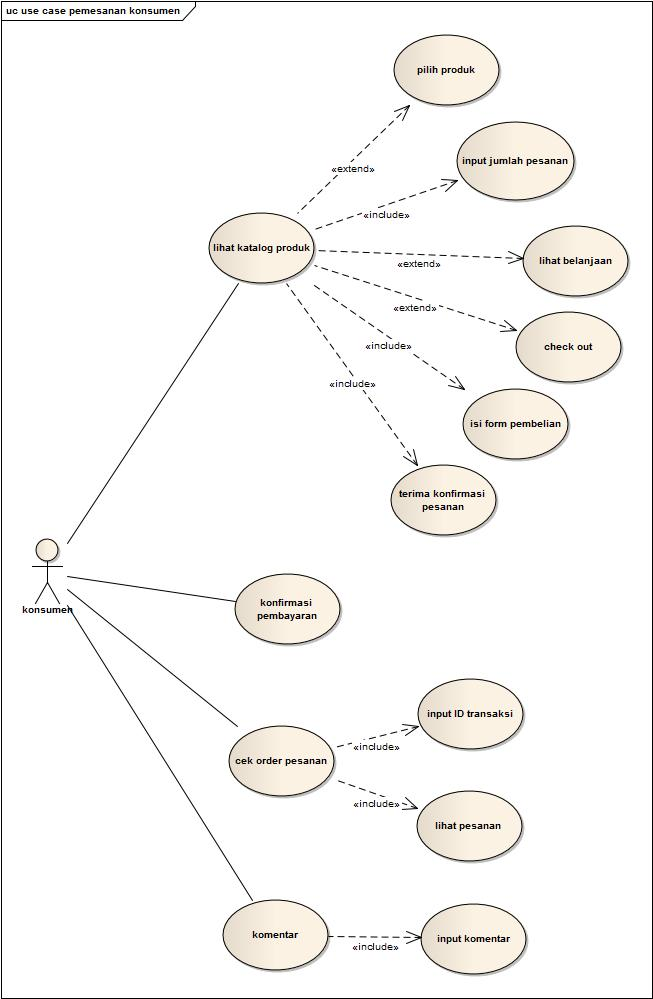 uc use case pemesanan konsumen
pilih produk
«extend»
input jumlah pesanan
«include»
lihat katalog produk
lihat belanjaan
«extend»
«extend»
check out
«include»
«include»
isi form pembelian
terima konfirmasi
pesanan
konsumen
konfirmasi
pembayaran
input ID transaksi
«include»
cek order pesanan
«include»
lihat pesanan
komentar
«include»
input komentar